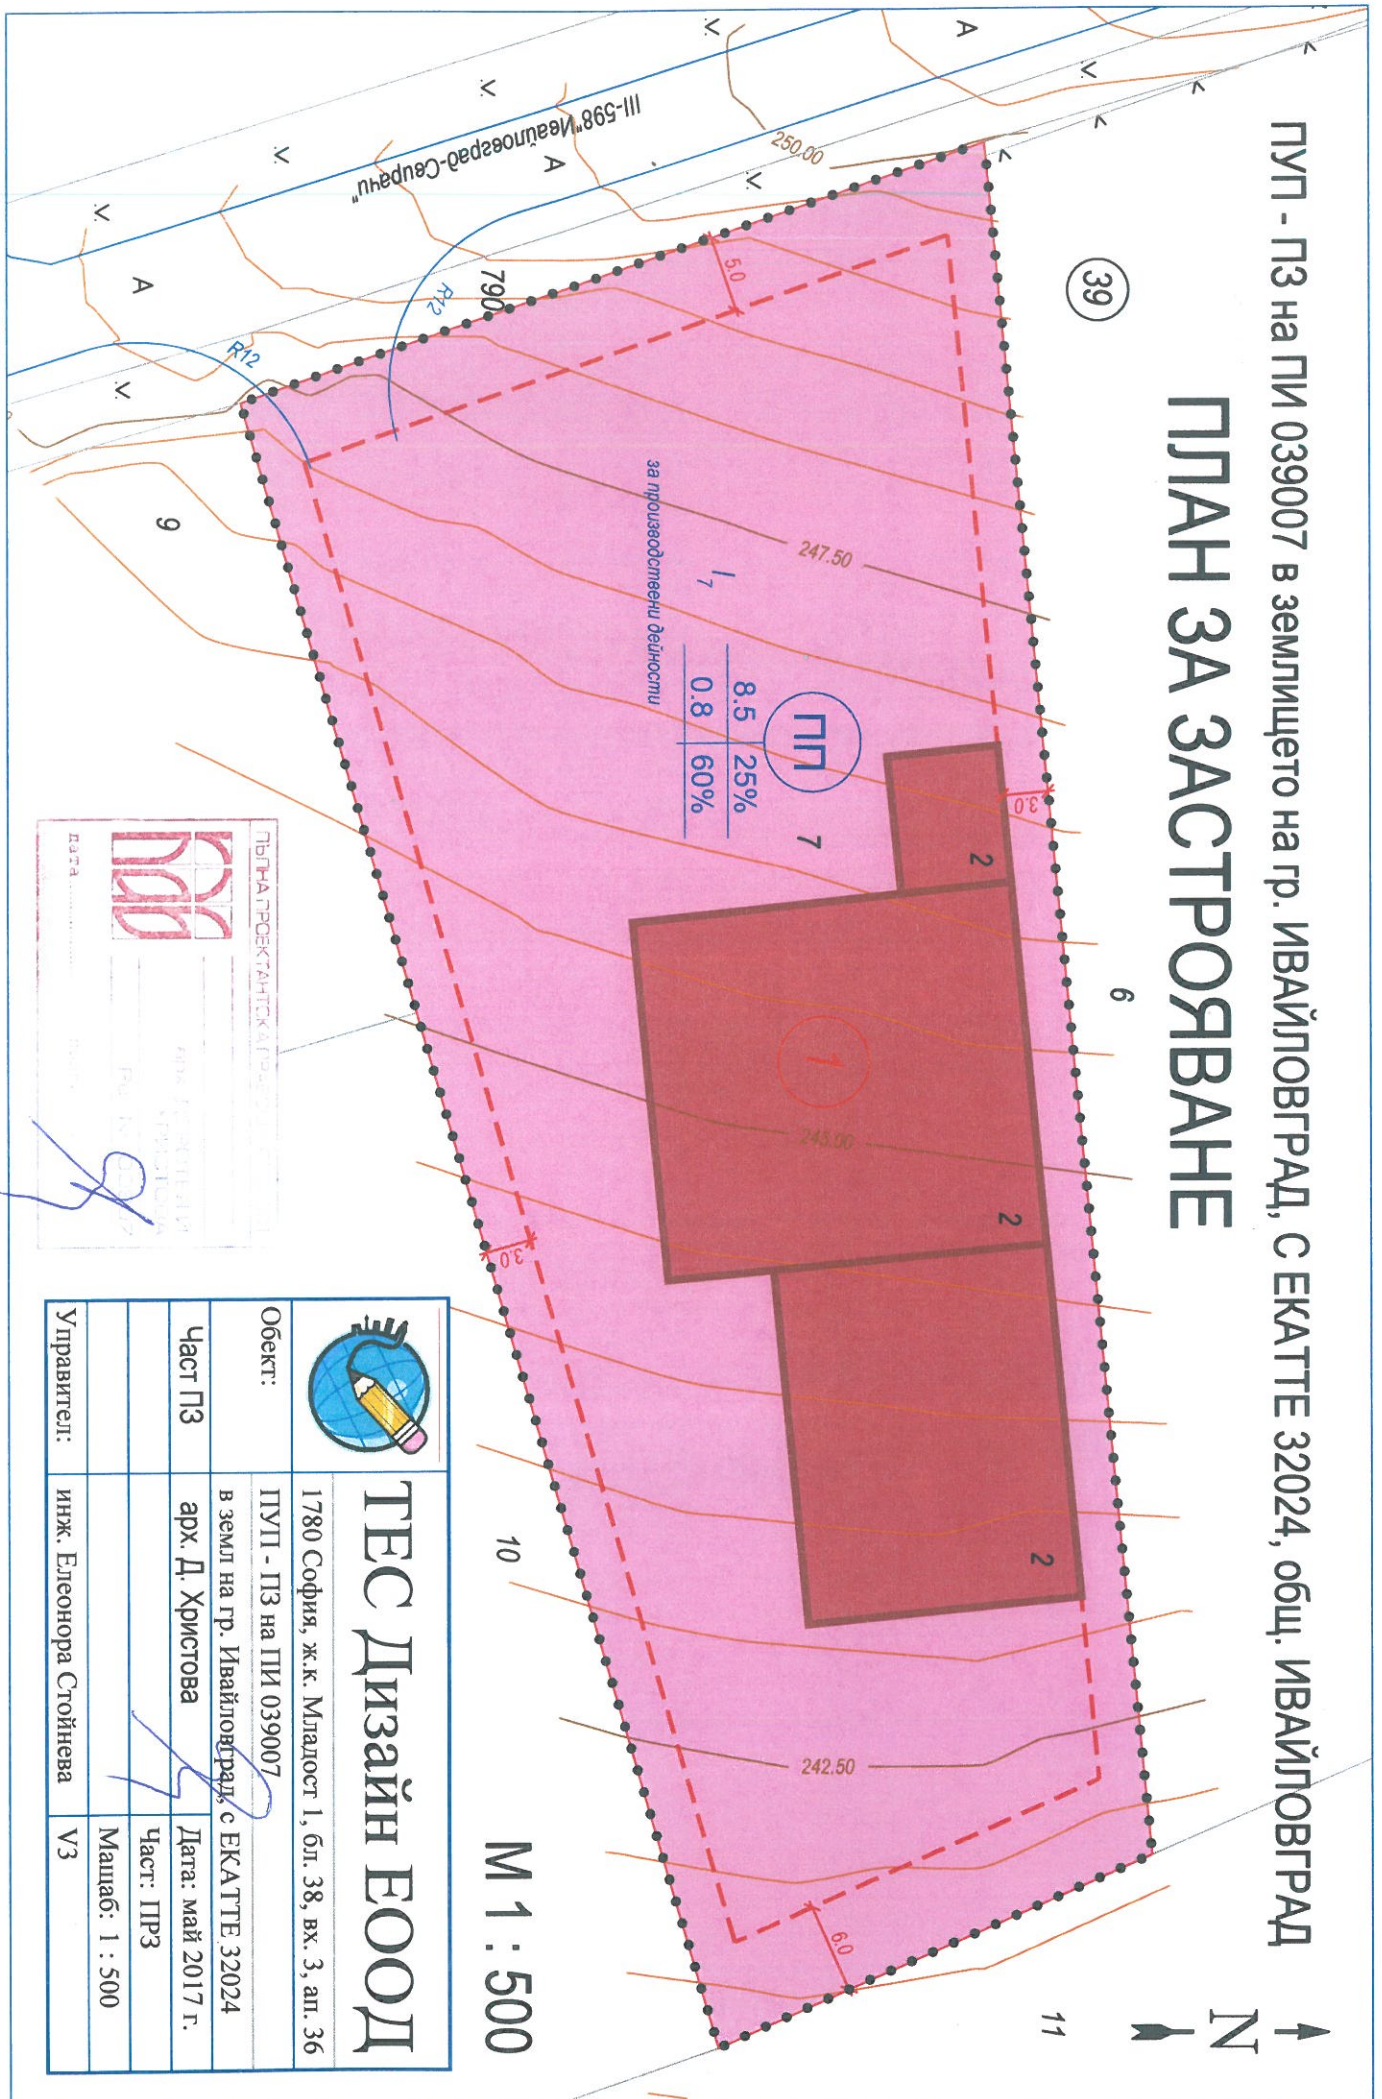 ПУП - ПЗ на ПИ 039007 в землището на гр. ИВАЙЛОВГРАД, С ЕКАТТЕ 32024, общ. ИВАЙЛОВГРАД
ПЛАН ЗА ЗАСТРОЯВАНЕ
N
39
6
11
250.00
A
A
A
III-598"Ивайловград-Свирачи"
790
R12
R12
5.0
9
247.50
I7
за производствени дейности
ПП
7
8.5 25%
0.8 60%
3.0
2
1
245.00
2
2
3.0
242.50
6.0
10
М 1 : 500
ПЪЛНА ПРОЕКТАНТСКА
дата
ТЕС Дизайн ЕООД
1780 София, ж.к. Младост 1, бл. 38, вх. 3, ап. 36
Обект:
ПУП - ПЗ на ПИ 039007
в земл на гр. Ивайловград, с ЕКАТТЕ 32024
Част ПЗ арх. Д. Христова Дата: май 2017 г.
Част: ПРЗ
Мащаб: 1 : 500
Управител: инж. Елеонора Стойнева V3